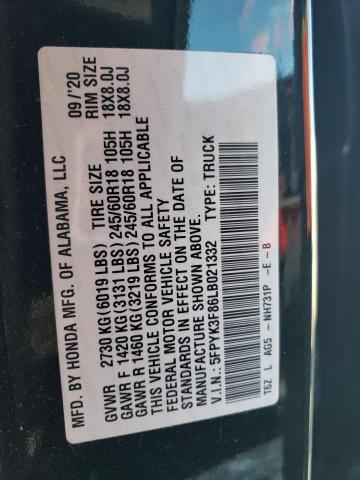 MFD. BY HONDA MFG. OF ALABAMA, LLC 09/'20
TIRE SIZE RIM SIZE
GVWR 2730 KG(6019 LBS)
GAWR F 1420 KG(3131 LBS)245/60R18 105H 18X8.0J
GAWR R 1460 KG(3219 LBS)245/60R18 105H 18X8.0J
THIS VEHICLE CONFORMS TO ALL APPLICABLE
FEDERAL MOTOR VEHICLE SAFETY
STANDARDS IN EFFECT ON THE DATE OF
MANUFACTURE SHOWN ABOVE.
V.I.N.: 5FPYK3F86LB021332 TYPE: TRUCK
T6Z L AG5 -NH731P -E -B